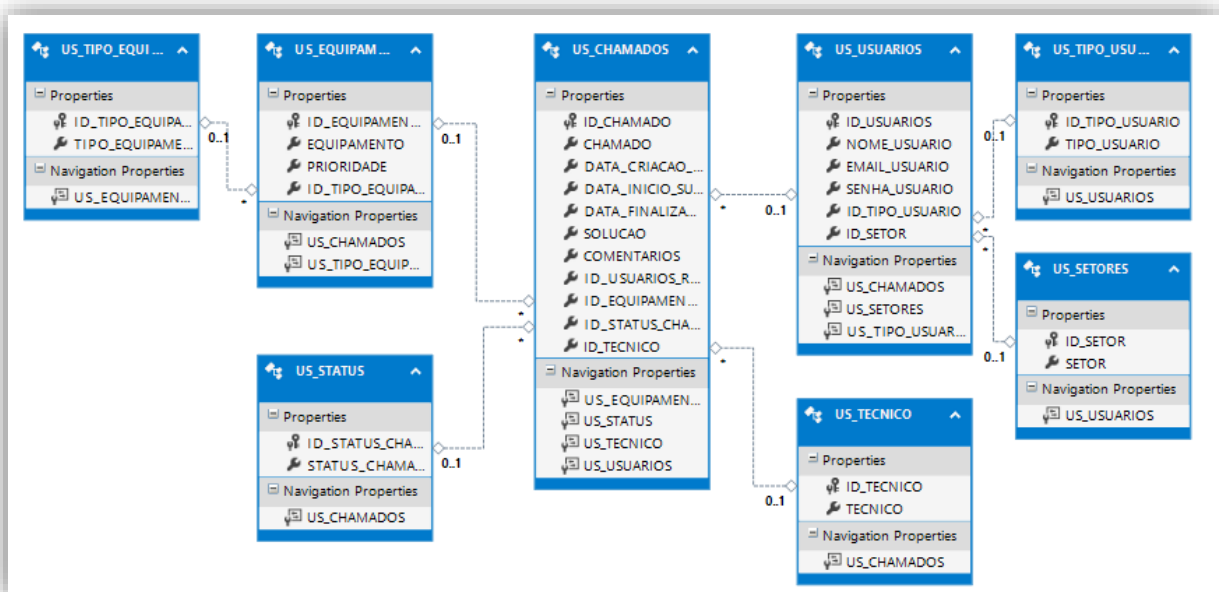 US_TIPO_EQUI ...
Properties
ID_TIPO_EQUIPA...
TIPO_EQUIPAME...
Navigation Properties
US_EQUIPAMEN...
0..1
*
US_EQUIPAM ...
Properties
ID_EQUIPAMEN ...
EQUIPAMENTO
PRIORIDADE
ID_TIPO_EQUIPA...
Navigation Properties
US_CHAMADOS
US_TIPO_EQUIP...
0..1
*
US_STATUS
Properties
ID_STATUS_CHA...
STATUS_CHAMA...
Navigation Properties
US_CHAMADOS
0..1
*
US_CHAMADOS
Properties
ID_CHAMADO
CHAMADO
DATA_CRIACAO_...
DATA_INICIO_SU...
DATA_FINALIZA...
SOLUCAO
COMENTARIOS
ID_USUARIOS_R...
ID_EQUIPAMEN ...
ID_STATUS_CHA...
ID_TECNICO
Navigation Properties
US_EQUIPAMEN...
US_STATUS
US_TECNICO
US_USUARIOS
*
0..1
*
0..1
US_USUARIOS
Properties
ID_USUARIOS
NOME_USUARIO
EMAIL_USUARIO
SENHA_USUARIO
ID_TIPO_USUARIO
ID_SETOR
Navigation Properties
US_CHAMADOS
US_SETORES
US_TIPO_USUAR...
0..1
*
*
0..1
US_TECNICO
Properties
ID_TECNICO
TECNICO
Navigation Properties
US_CHAMADOS
US_TIPO_USU ...
Properties
ID_TIPO_USUARIO
TIPO_USUARIO
Navigation Properties
US_USUARIOS
US_SETORES
Properties
ID_SETOR
SETOR
Navigation Properties
US_USUARIOS